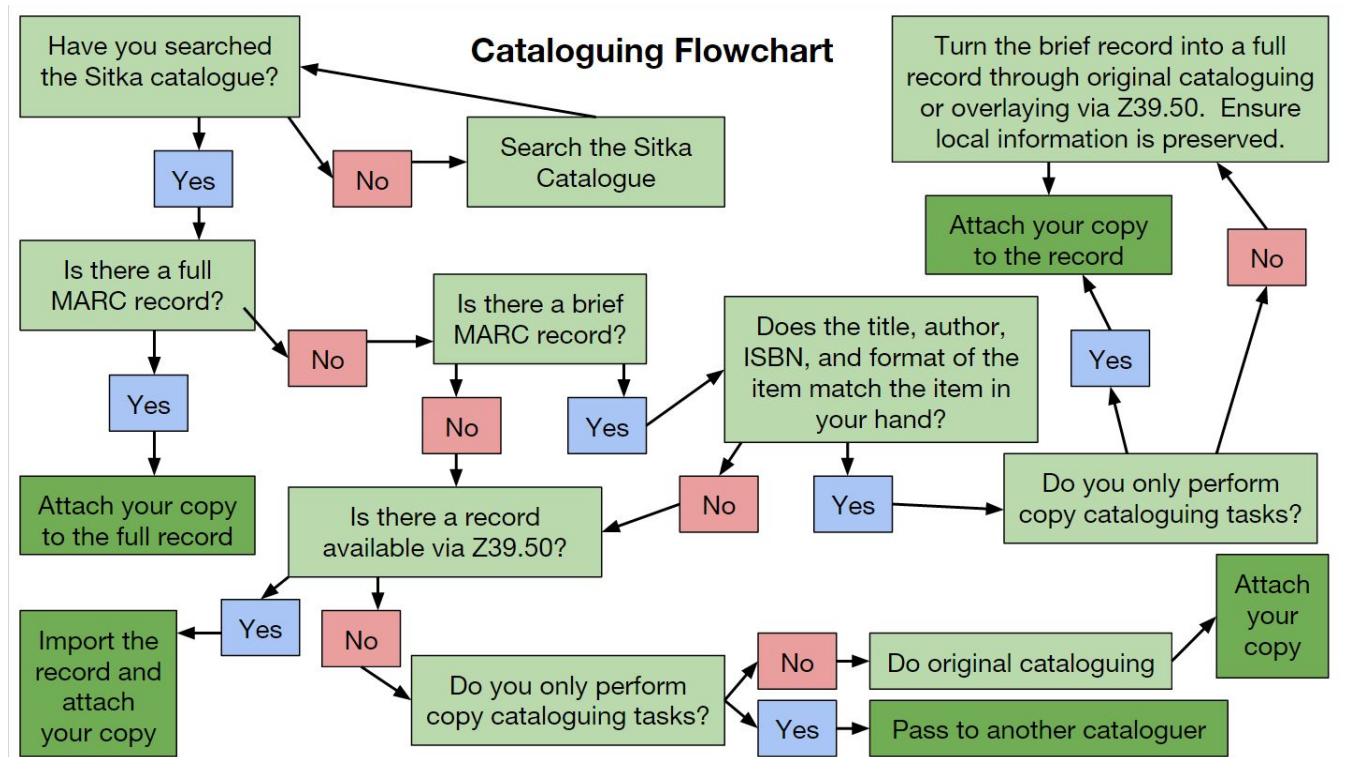 Cataloguing Flowchart
Have you searched
the Sitka catalogue?
Yes
No
Search the Sitka
Catalogue
Is there a full
MARC record?
Yes
Attach your copy
to the full record
No
Is there a brief
MARC record?
No
Yes
Does the title, author,
ISBN, and format of the
item match the item in
your hand?
No
Yes
Do you only perform
copy cataloguing tasks?
Yes
Attach your copy
to the record
No
Turn the brief record into a full
record through original cataloguing
or overlaying via Z39.50. Ensure
local information is preserved.
Is there a record
available via Z39.50?
Yes
Import the
record and
attach
your copy
No
Do you only perform
copy cataloguing tasks?
No
Do original cataloguing
Attach
your
copy
Yes
Pass to another cataloguer